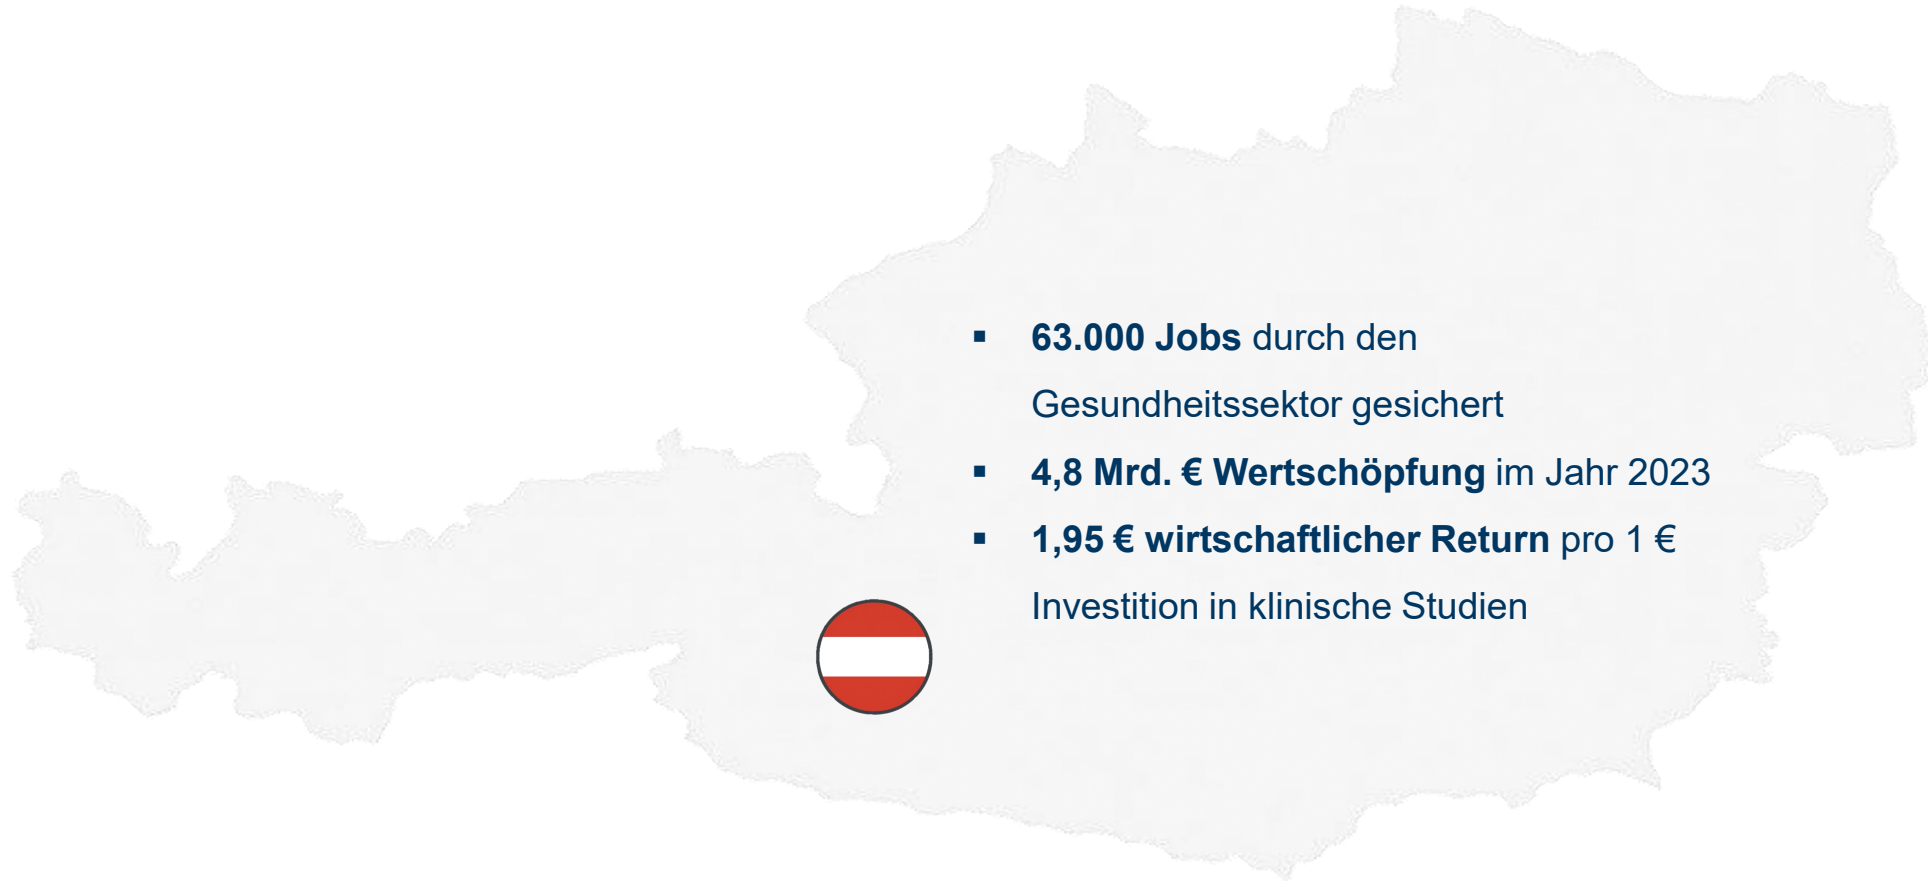 ▪ 63.000 Jobs durch den
Gesundheitssektor gesichert
▪ 4,8 Mrd. € Wertschöpfung im Jahr 2023
▪ 1,95 € wirtschaftlicher Return pro 1 €
Investition in klinische Studien